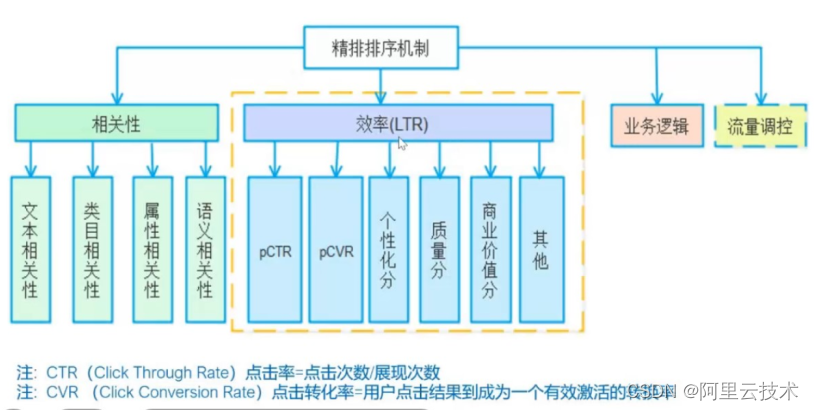 精排排序机制
相关性
效率(LTR)
业务逻辑
流量调控
文本相关性
类目相关性
属性相关性
语义相关性
pCTR
pCVR
个性化分
质量分
商业价值分
其他
注: CTR（Click Through Rate）点击率=点击次数/展现次数
注: CVR （Click Conversion Rate）点击转化率=用户点击结果到成为一个有效激活的
CSDN @阿里云技术